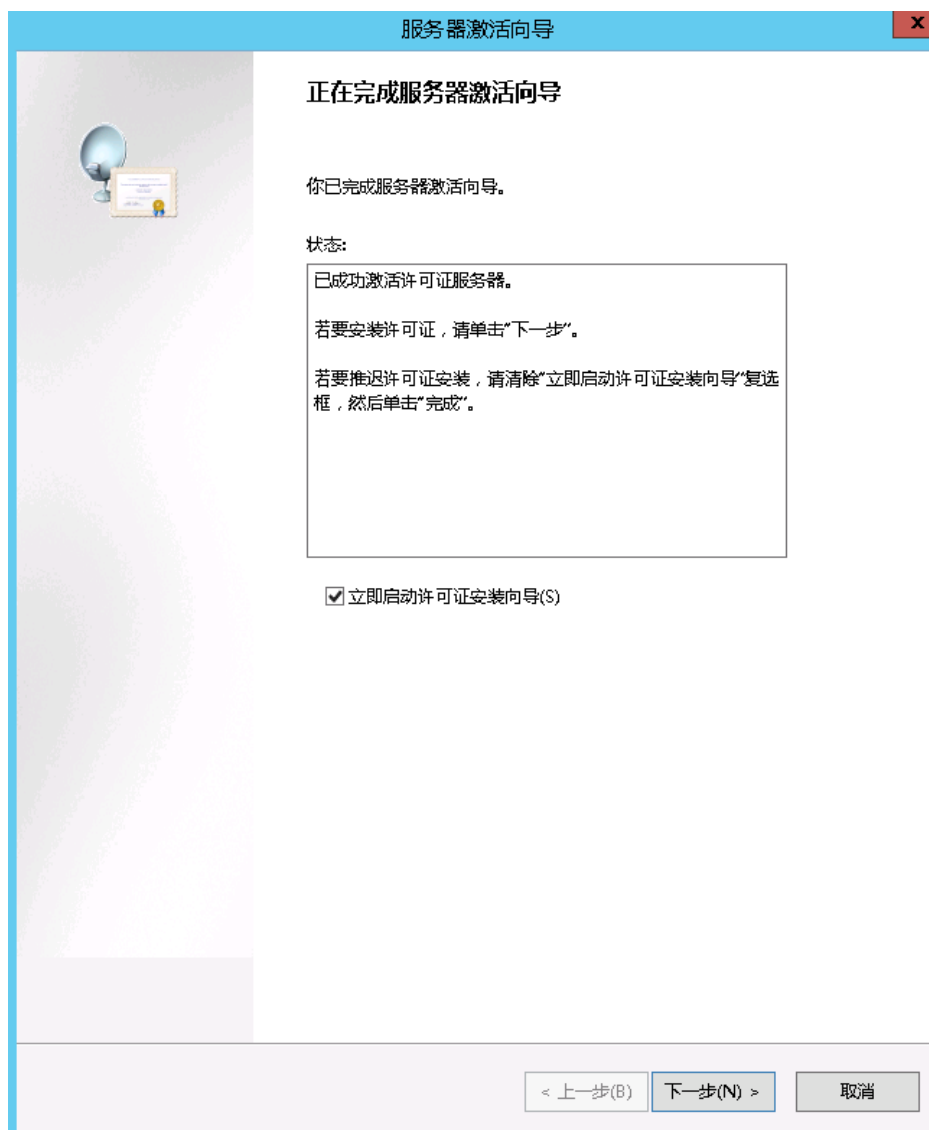 服务器激活向导
x
正在完成服务器激活向导
你已完成服务器激活向导。
状态:
已成功激活许可证服务器。
若要安装许可证，请单击"下一步"。
若要推迟许可证安装，请清除"立即启动许可证安装向导"复选
框，然后单击"完成"。
立即启动许可证安装向导(S)
< 上一步(B) 下一步(N) > 取消